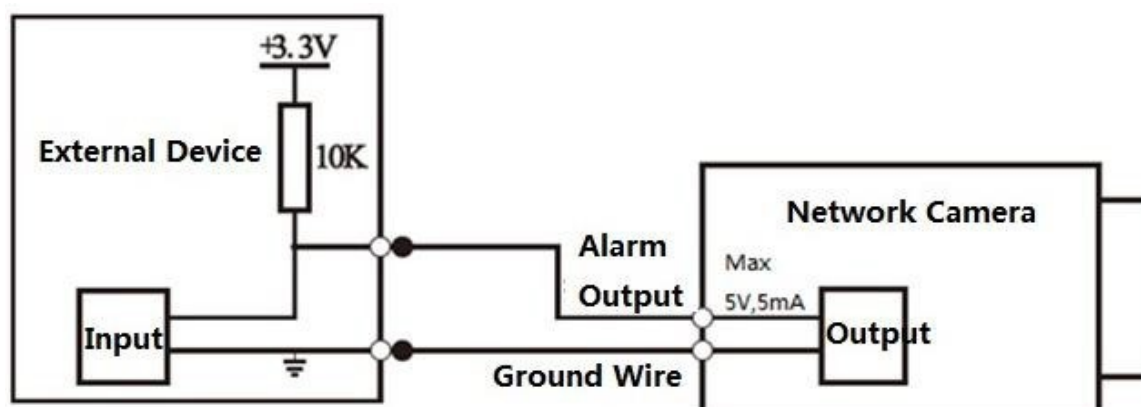 +3.3V
External Device
10K
Network Camera
Alarm
Output
Max
5V,5mA
Input
Output
Ground Wire